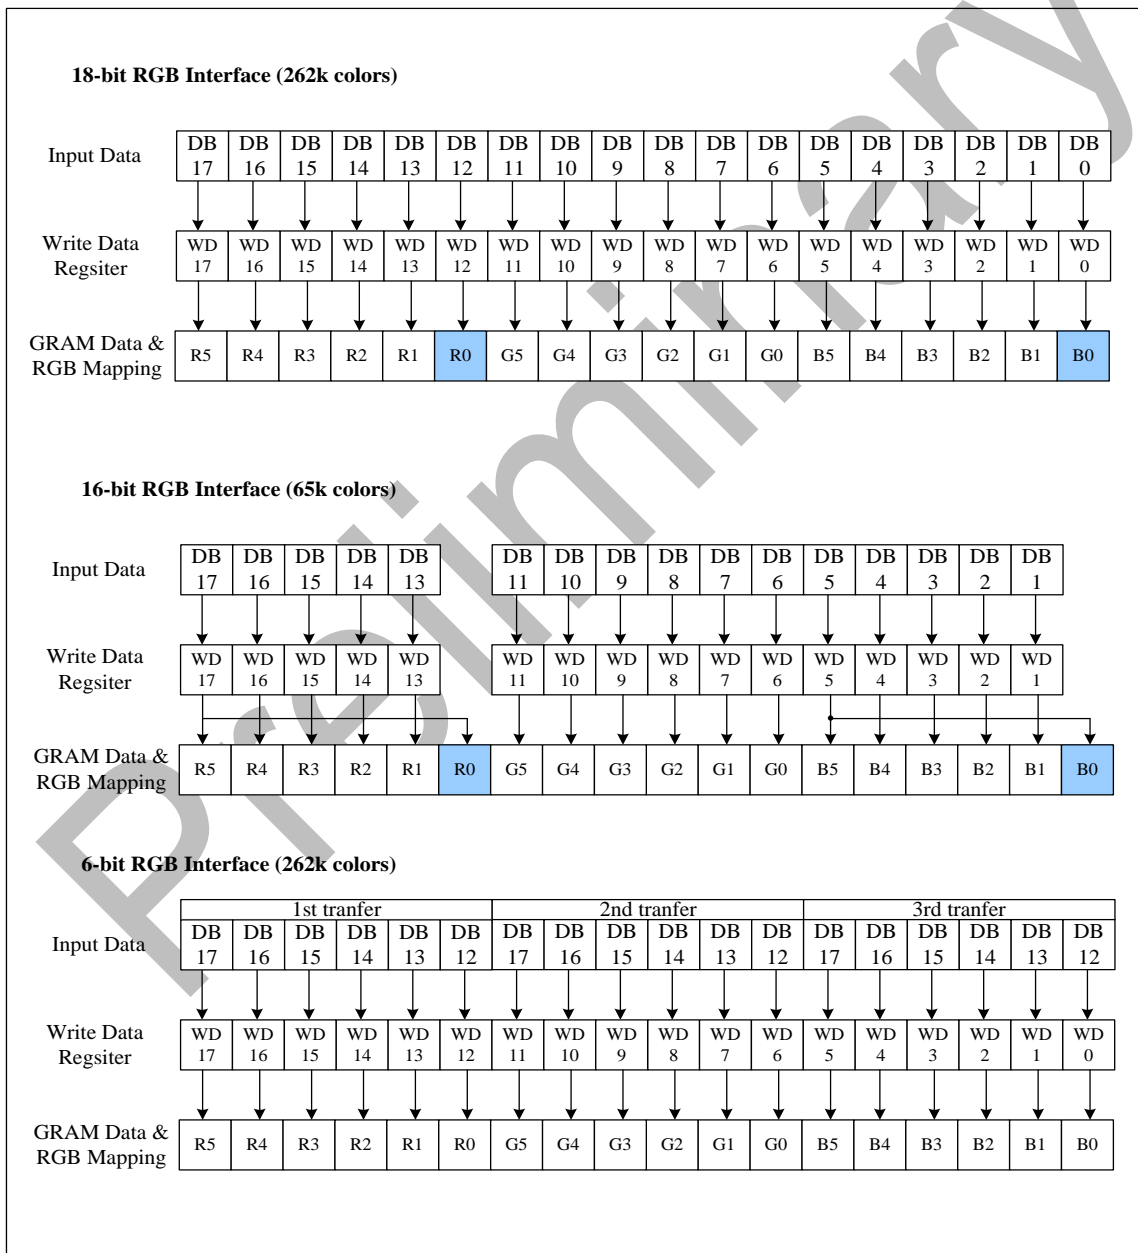 Preliminary
18-bit RGB Interface (262k colors)
DB DB DB DB DB DB DB DB DB DB DB DB DB DB DB DB DB DB
Input Data
17 16 15 14 13 12 11 10 9 8 7 6 5 4 3 2 1 0
Write Data
WD WD WD WD WD WD WD WD WD WD WD WD WD WD WD WD WD WD
Regsiter
17 16 15 14 13 12 11 10 9 8 7 6 5 4 3 2 1 0
GRAM Data &
RGB Mapping
R5 R4 R3 R2 R1 R0 G5 G4 G3 G2 G1 G0 B5 B4 B3 B2 B1 B0
16-bit RGB Interface (65k colors)
DB DB DB DB DB DB DB DB DB DB DB DB DB DB DB DB
Input Data
17 16 15 14 13 11 10 9 8 7 6 5 4 3 2 1
Write Data
WD WD WD WD WD WD WD WD WD WD WD WD WD WD WD WD
Regsiter
17 16 15 14 13 11 10 9 8 7 6 5 4 3 2 1
GRAM Data &
RGB Mapping
R5 R4 R3 R2 R1 R0 G5 G4 G3 G2 G1 G0 B5 B4 B3 B2 B1 B0
6-bit RGB Interface (262k colors)
1st tranfer 2nd tranfer 3rd tranfer
DB DB DB DB DB DB DB DB DB DB DB DB DB DB DB DB DB DB
Input Data
17 16 15 14 13 12 17 16 15 14 13 12 17 16 15 14 13 12
Write Data
WD WD WD WD WD WD WD WD WD WD WD WD WD WD WD WD WD WD
Regsiter
17 16 15 14 13 12 11 10 9 8 7 6 5 4 3 2 1 0
GRAM Data &
RGB Mapping
R5 R4 R3 R2 R1 R0 G5 G4 G3 G2 G1 G0 B5 B4 B3 B2 B1 B0